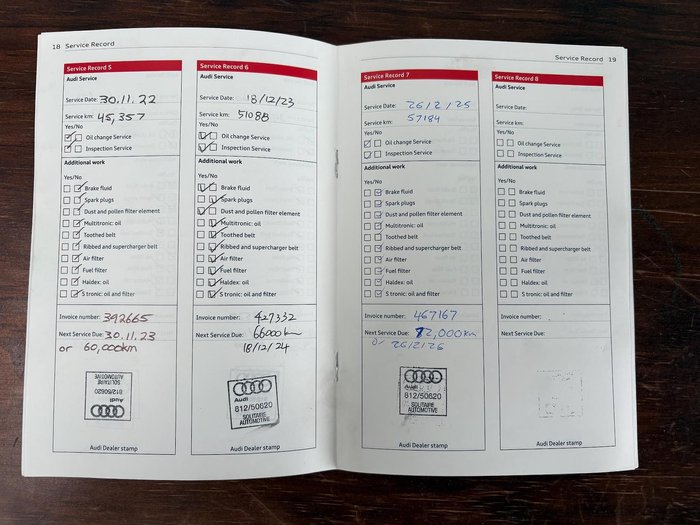 18 Service Record
Service Record 5
Audi Service
Service Date: 30.11.22
Service km: 45,357
Yes/No
Oil change Service
Inspection Service
Additional work
Yes/No
Brake fluid
Spark plugs
Dust and pollen filter element
Multitronic: oil
Toothed belt
Ribbed and supercharger belt
Air filter
Fuel filter
Haldex: oil
S tronic: oil and filter
Invoice number: 392665
Next Service Due: 30.11.23
or 60,000km
Audi
812/50620
SOLITAIRE
AUTOMOTIVE
Audi Dealer stamp
Service Record 6
Audi Service
Service Date: 18/12/23
Service km: 51088
Yes/No
Oil change Service
Inspection Service
Additional work
Yes/No
Brake fluid
Spark plugs
Dust and pollen filter element
Multitronic: oil
Toothed belt
Ribbed and supercharger belt
Air filter
Fuel filter
Haldex: oil
S tronic: oil and filter
Invoice number: 427332
Next Service Due: 66000km
18/12/24
Audi
812/50620
SOLITAIRE
AUTOMOTIVE
Audi Dealer stamp
Service Record 19
Service Record 7
Audi Service
Service Date: 26/2/25
Service km: 57184
Yes/No
Oil change Service
Inspection Service
Additional work
Yes/No
Brake fluid
Spark plugs
Dust and pollen filter element
Multitronic: oil
Toothed belt
Ribbed and supercharger belt
Air filter
Fuel filter
Haldex: oil
S tronic: oil and filter
Invoice number: 467167
Next Service Due: 72,000km
or 26/2/26
Audi
812/50620
SOLITAIRE
AUTOMOTIVE
Audi Dealer stamp
Service Record 8
Audi Service
Service Date:
Service km:
Yes/No
Oil change Service
Inspection Service
Additional work
Yes/No
Brake fluid
Spark plugs
Dust and pollen filter element
Multitronic: oil
Toothed belt
Ribbed and supercharger belt
Air filter
Fuel filter
Haldex: oil
S tronic: oil and filter
Invoice number:
Next Service Due:
Audi Dealer stamp